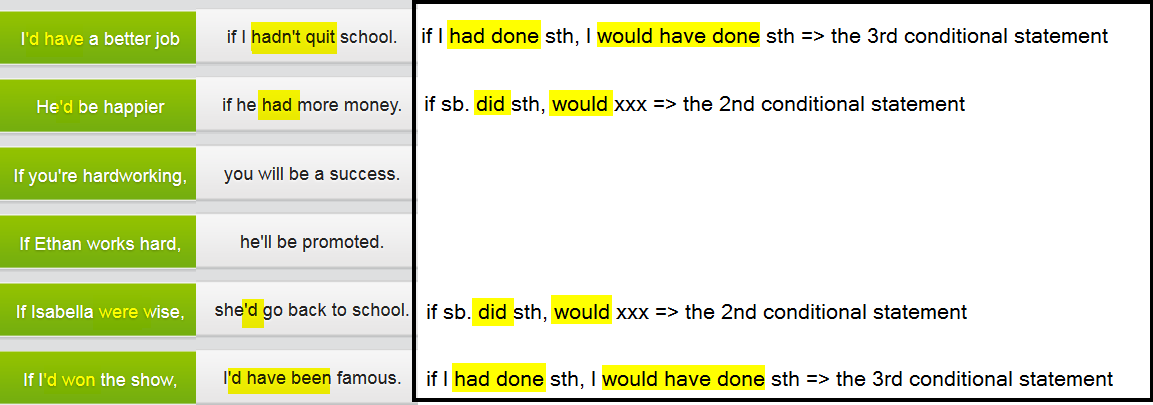 I'd have a better job if I hadn't quit school. if I had done sth, I would have done sth => the 3rd conditional statement
He'd be happier if he had more money. if sb. did sth, would xxx => the 2nd conditional statement
If you're hardworking, you will be a success.
If Ethan works hard, he'll be promoted.
If Isabella were wise, she'd go back to school. if sb. did sth, would xxx => the 2nd conditional statement
If I'd won the show, I'd have been famous. if I had done sth, I would have done sth => the 3rd conditional statement